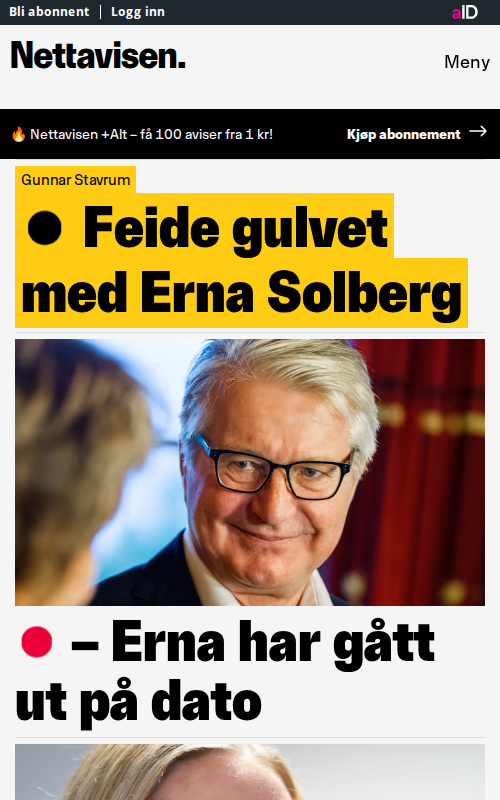 Bli abonnent | Logg inn
aID
Nettavisen.
Meny
🔥 Nettavisen +Alt – få 100 aviser fra 1 kr!
Kjøp abonnement →
Gunnar Stavrum
● Feide gulvet
med Erna Solberg
– Erna har gått
ut på dato